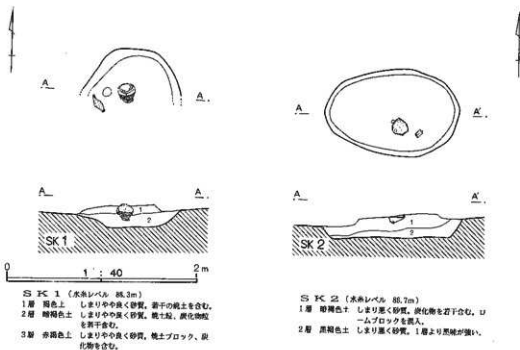 A A.
A A'
A A.
1
2
SK1
A A'
1
2
SK2
0 1:40 2m
SK1 (水糸レベル 86.3m)
1層 褐色土 しまりやや良く砂質。若干の焼土を含む。
2層 暗褐色土 しまりやや良く砂質。焼土粒、炭化物粒
を若干含む。
3層 赤褐色土 しまりやや良く砂質。焼土ブロック、炭
化物を含む。
SK2 (水糸レベル 86.7m)
1層 暗褐色土 しまり悪く砂質。炭化物を若干含む。ロ
ームブロックを混入。
2層 黒褐色土 しまり悪く砂質。1層より黒味が強い。